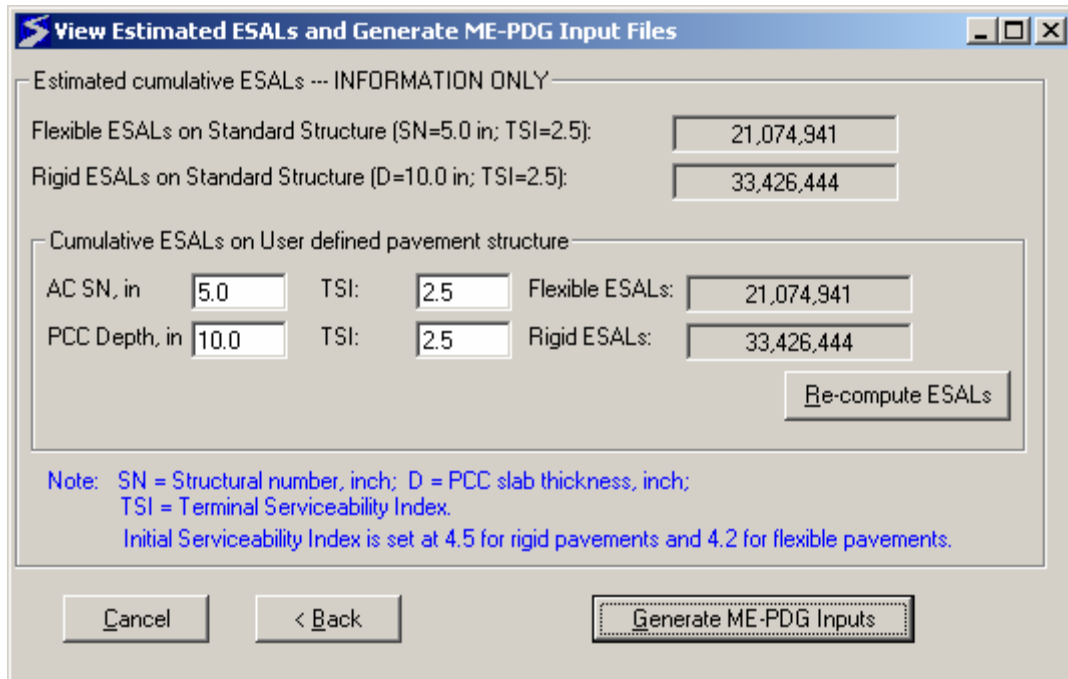 View Estimated ESALs and Generate ME-PDG Input Files
Estimated cumulative ESALs --- INFORMATION ONLY
Flexible ESALs on Standard Structure (SN=5.0 in; TSI=2.5): 21,074,941
Rigid ESALs on Standard Structure (D=10.0 in; TSI=2.5): 33,426,444
Cumulative ESALs on User defined pavement structure
AC SN, in 5.0 TSI: 2.5 Flexible ESALs: 21,074,941
PCC Depth, in 10.0 TSI: 2.5 Rigid ESALs: 33,426,444
Re-compute ESALs
Note: SN = Structural number, inch; D = PCC slab thickness, inch;
TSI = Terminal Serviceability Index.
Initial Serviceability Index is set at 4.5 for rigid pavements and 4.2 for flexible pavements.
Cancel < Back Generate ME-PDG Inputs